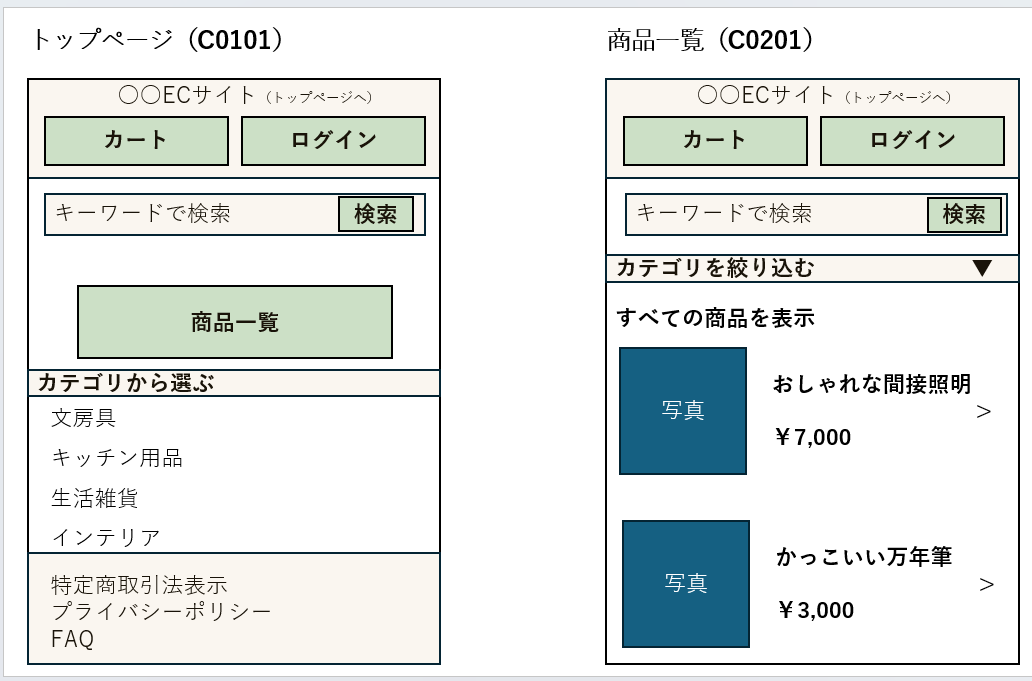 トップページ（C0101）
〇〇ECサイト（トップページへ）
カート
ログイン
キーワードで検索
検索
商品一覧
カテゴリから選ぶ
文房具
キッチン用品
生活雑貨
インテリア
特定商取引法表示
プライバシーポリシー
FAQ
商品一覧（C0201）
〇〇ECサイト（トップページへ）
カート
ログイン
キーワードで検索
検索
カテゴリを絞り込む ▼
すべての商品を表示
写真
おしゃれな間接照明
￥7,000
＞
写真
かっこいい万年筆
￥3,000
＞